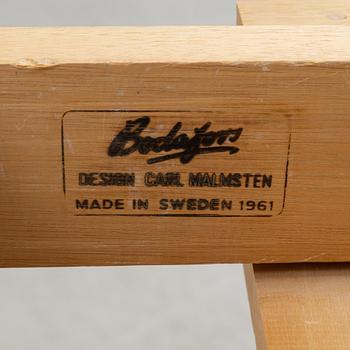 Bodafors
DESIGN CARL MALMSTEN
MADE IN SWEDEN 1961